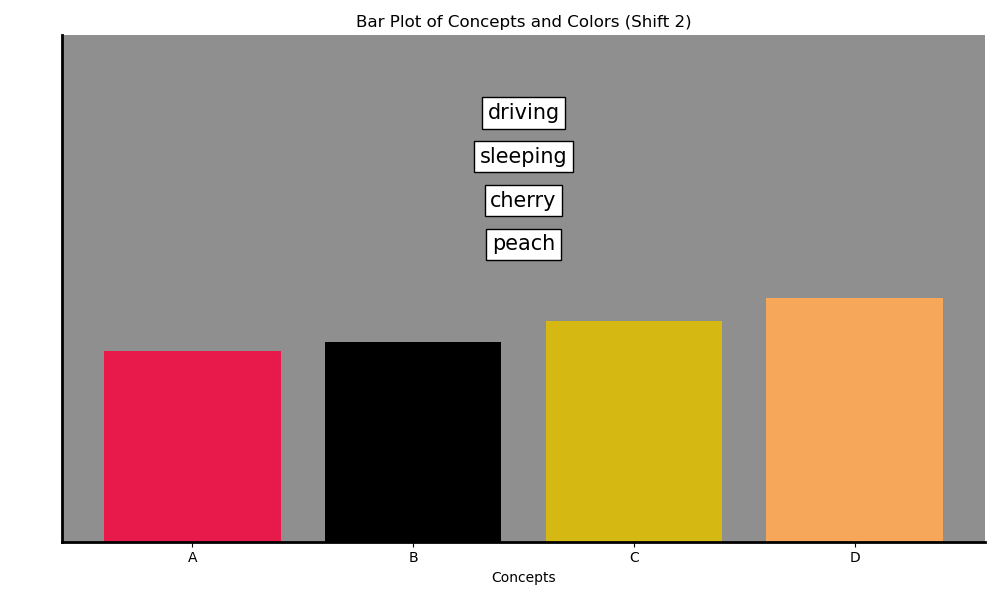 Bar Plot of Concepts and Colors (Shift 2)
driving
sleeping
cherry
peach
A B C D
Concepts